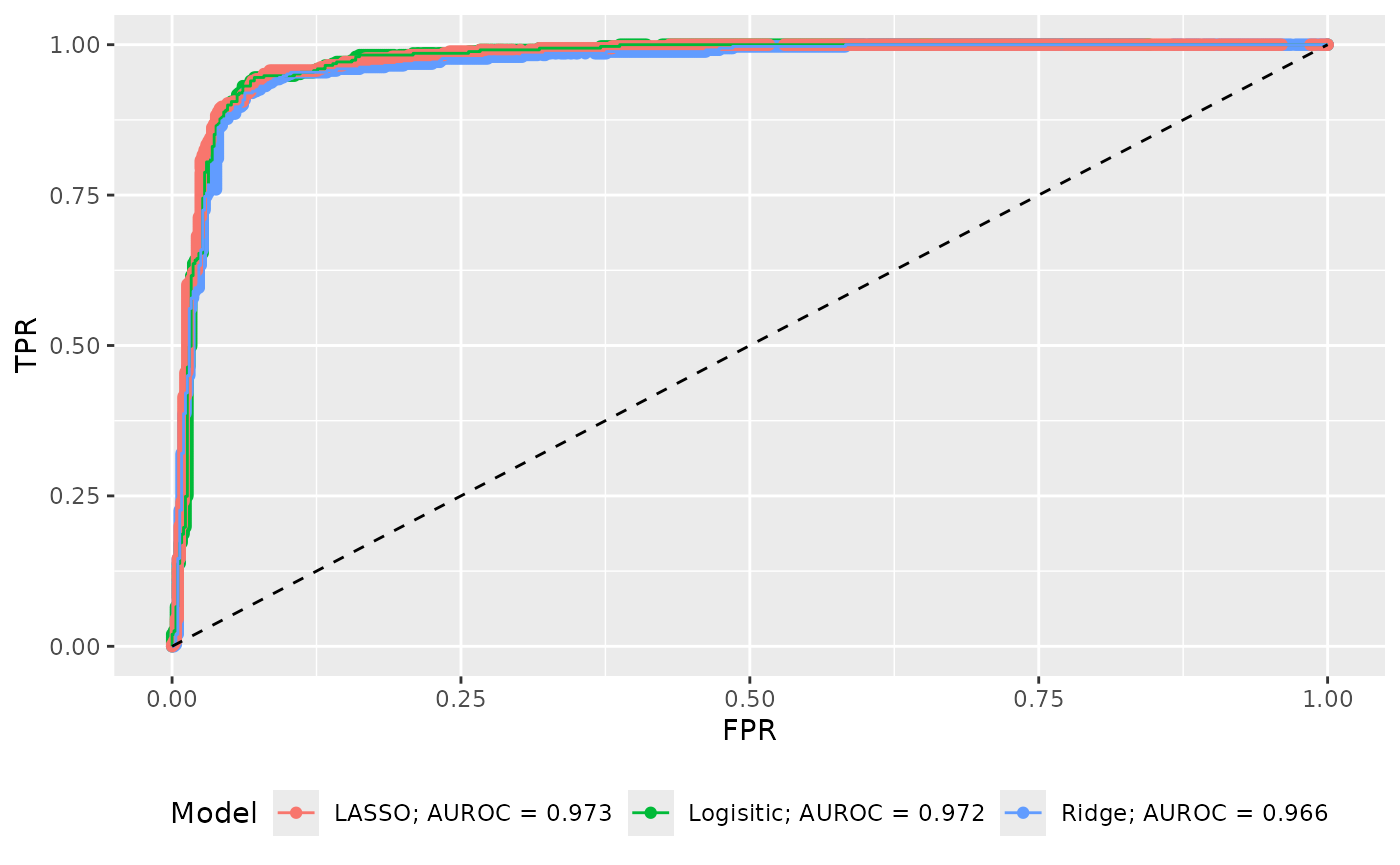 1.00
0.75
0.50
0.25
0.00
TPR
0.00 0.25 0.50 0.75 1.00
FPR
Model LASSO; AUROC = 0.973 Logisitic; AUROC = 0.972 Ridge; AUROC = 0.966